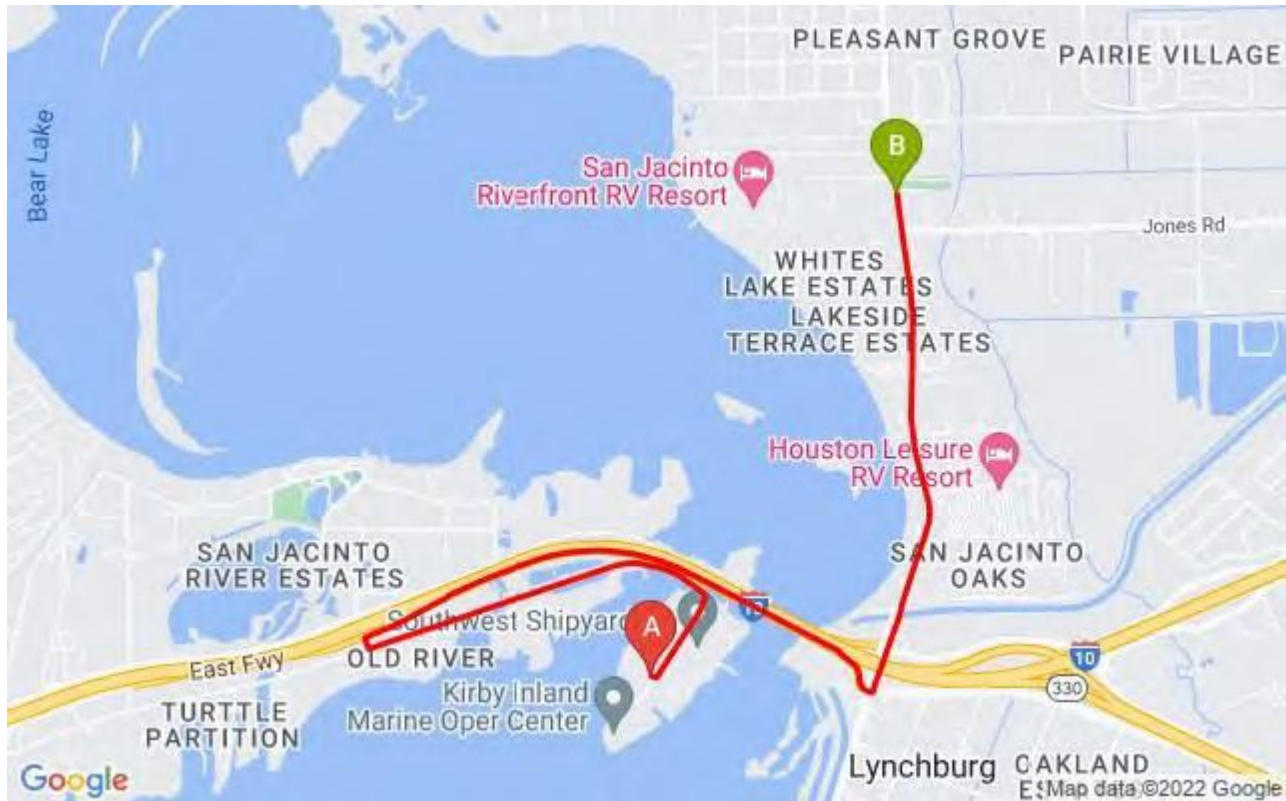 PLEASANT GROVE
PAIRIE VILLAGE
Bear Lake
B
San Jacinto
Riverfront RV Resort
Jones Rd
WHITES
LAKE ESTATES
LAKESIDE
TERRACE ESTATES
Houston Leisure
RV Resort
SAN JACINTO
RIVER ESTATES
SAN JACINTO
OAKS
10
Southwest Shipyard
A
East Fwy
OLD RIVER
10
330
Kirby Inland
Marine Oper Center
TURTTLE
PARTITION
Lynchburg
OAKLAND
Google
Map data ©2022 Google